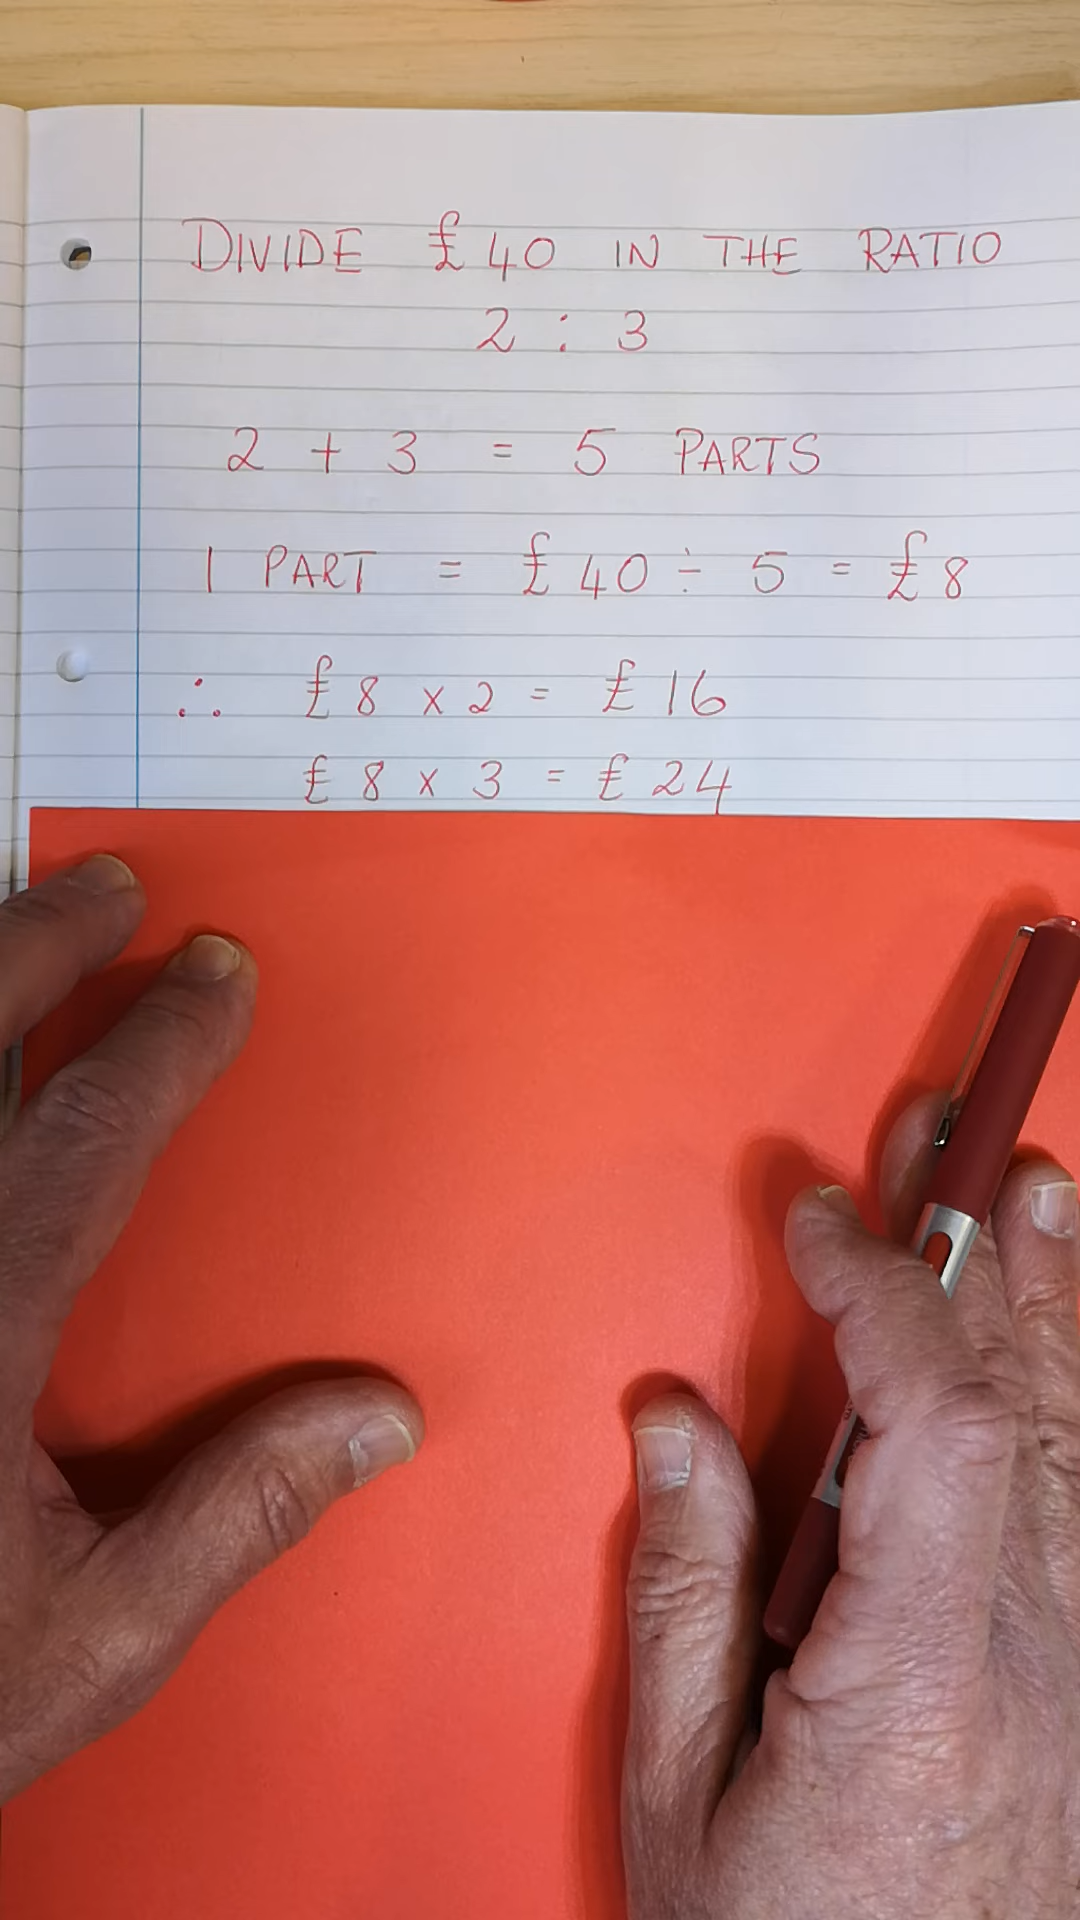 DIVIDE £40 IN THE RATIO
2 : 3
2 + 3 = 5 PARTS
1 PART = £40 ÷ 5 = £8
∴ £8 × 2 = £16
£8 × 3 = £24